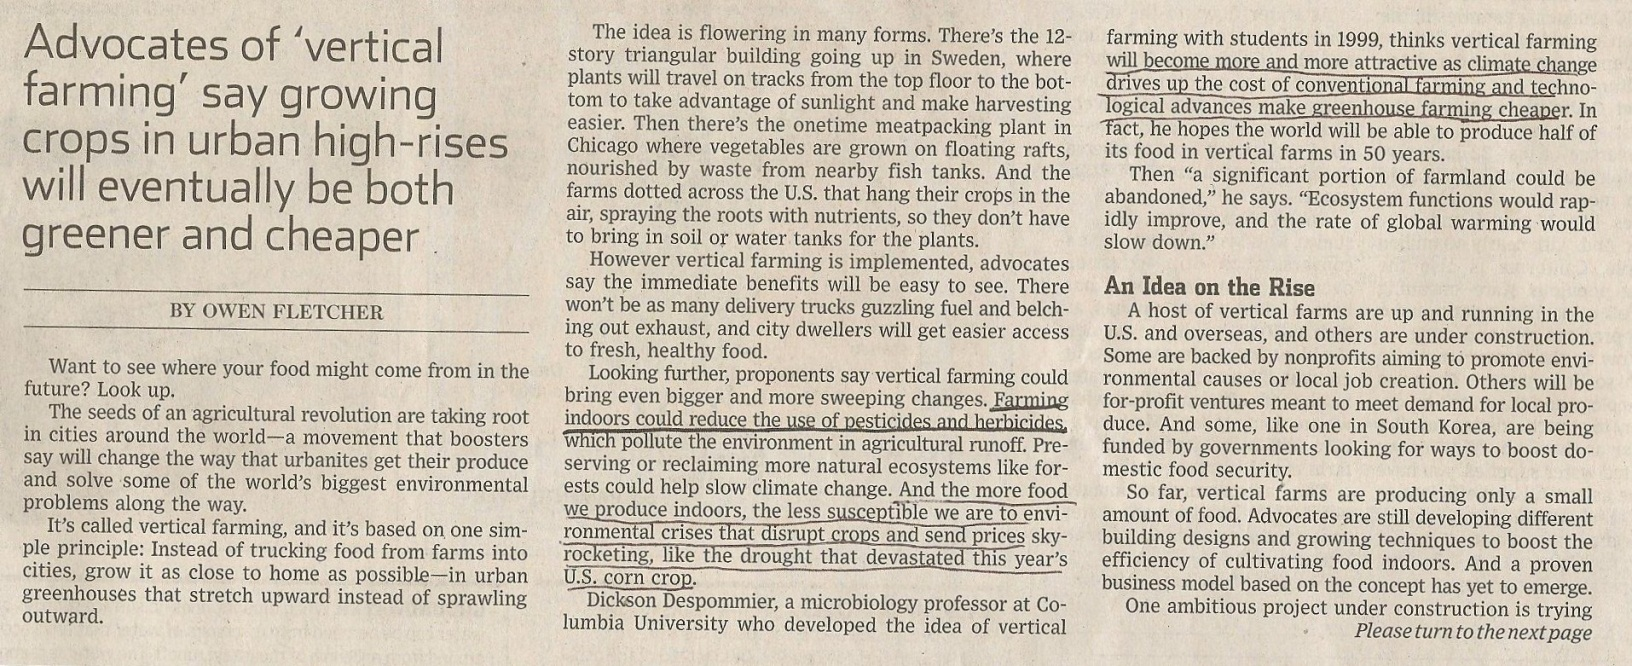 Advocates of ‘vertical
farming’ say growing
crops in urban high-rises
will eventually be both
greener and cheaper
BY OWEN FLETCHER
Want to see where your food might come from in the
future? Look up.
The seeds of an agricultural revolution are taking root
in cities around the world—a movement that boosters
say will change the way that urbanites get their produce
and solve some of the world’s biggest environmental
problems along the way.
It’s called vertical farming, and it’s based on one sim-
ple principle: Instead of trucking food from farms into
cities, grow it as close to home as possible—in urban
greenhouses that stretch upward instead of sprawling
outward.
The idea is flowering in many forms. There’s the 12-
story triangular building going up in Sweden, where
plants will travel on tracks from the top floor to the bot-
tom to take advantage of sunlight and make harvesting
easier. Then there’s the onetime meatpacking plant in
Chicago where vegetables are grown on floating rafts,
nourished by waste from nearby fish tanks. And the
farms dotted across the U.S. that hang their crops in the
air, spraying the roots with nutrients, so they don’t have
to bring in soil or water tanks for the plants.
However vertical farming is implemented, advocates
say the immediate benefits will be easy to see. There
won’t be as many delivery trucks guzzling fuel and belch-
ing out exhaust, and city dwellers will get easier access
to fresh, healthy food.
Looking further, proponents say vertical farming could
bring even bigger and more sweeping changes. Farming
indoors could reduce the use of pesticides and herbicides,
which pollute the environment in agricultural runoff. Pre-
serving or reclaiming more natural ecosystems like for-
ests could help slow climate change. And the more food
we produce indoors, the less susceptible we are to envi-
ronmental crises that disrupt crops and send prices sky-
rocketing, like the drought that devastated this year’s
U.S. corn crop.
Dickson Despommier, a microbiology professor at Co-
lumbia University who developed the idea of vertical
farming with students in 1999, thinks vertical farming
will become more and more attractive as climate change
drives up the cost of conventional farming and techno-
logical advances make greenhouse farming cheaper. In
fact, he hopes the world will be able to produce half of
its food in vertical farms in 50 years.
Then “a significant portion of farmland could be
abandoned,” he says. “Ecosystem functions would rap-
idly improve, and the rate of global warming would
slow down.”
An Idea on the Rise
A host of vertical farms are up and running in the
U.S. and overseas, and others are under construction.
Some are backed by nonprofits aiming to promote envi-
ronmental causes or local job creation. Others will be
for-profit ventures meant to meet demand for local pro-
duce. And some, like one in South Korea, are being
funded by governments looking for ways to boost do-
mestic food security.
So far, vertical farms are producing only a small
amount of food. Advocates are still developing different
building designs and growing techniques to boost the
efficiency of cultivating food indoors. And a proven
business model based on the concept has yet to emerge.
One ambitious project under construction is trying
Please turn to the next page